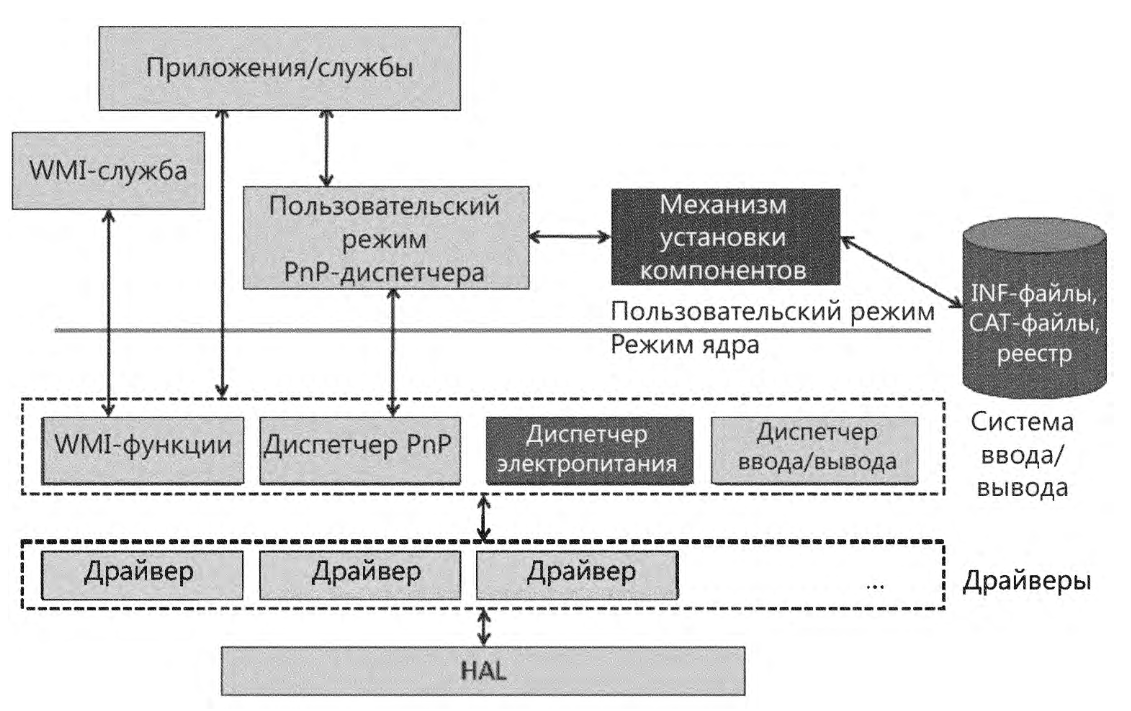 Приложения/службы
WMI-служба
Пользовательский
режим
PnP-диспетчера
Механизм
установки
компонентов
INF-файлы,
CAT-файлы,
реестр
Пользовательский режим
Режим ядра
WMI-функции
Диспетчер PnP
Диспетчер
электропитания
Диспетчер
ввода/вывода
Система
ввода/
вывода
Драйвер
Драйвер
Драйвер
...
Драйверы
HAL